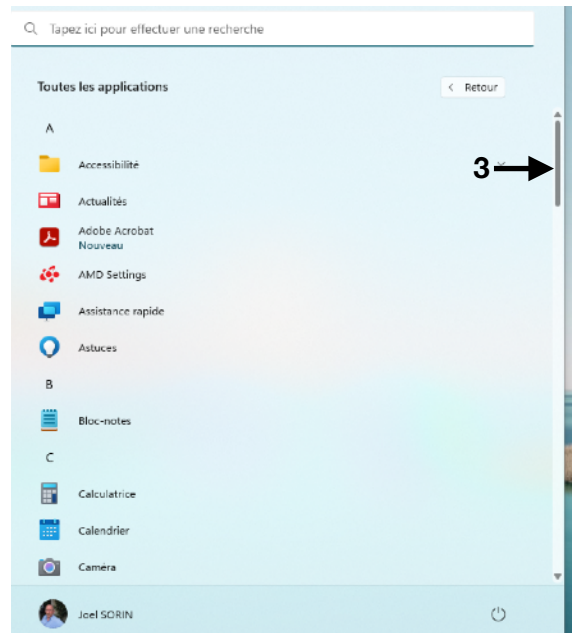 Tapez ici pour effectuer une recherche
Toutes les applications
< Retour
A
Accessibilité
3
Actualités
Adobe Acrobat
Nouveau
AMD Settings
Assistance rapide
Astuces
B
Bloc-notes
C
Calculatrice
Calendrier
Caméra
Joel SORIN